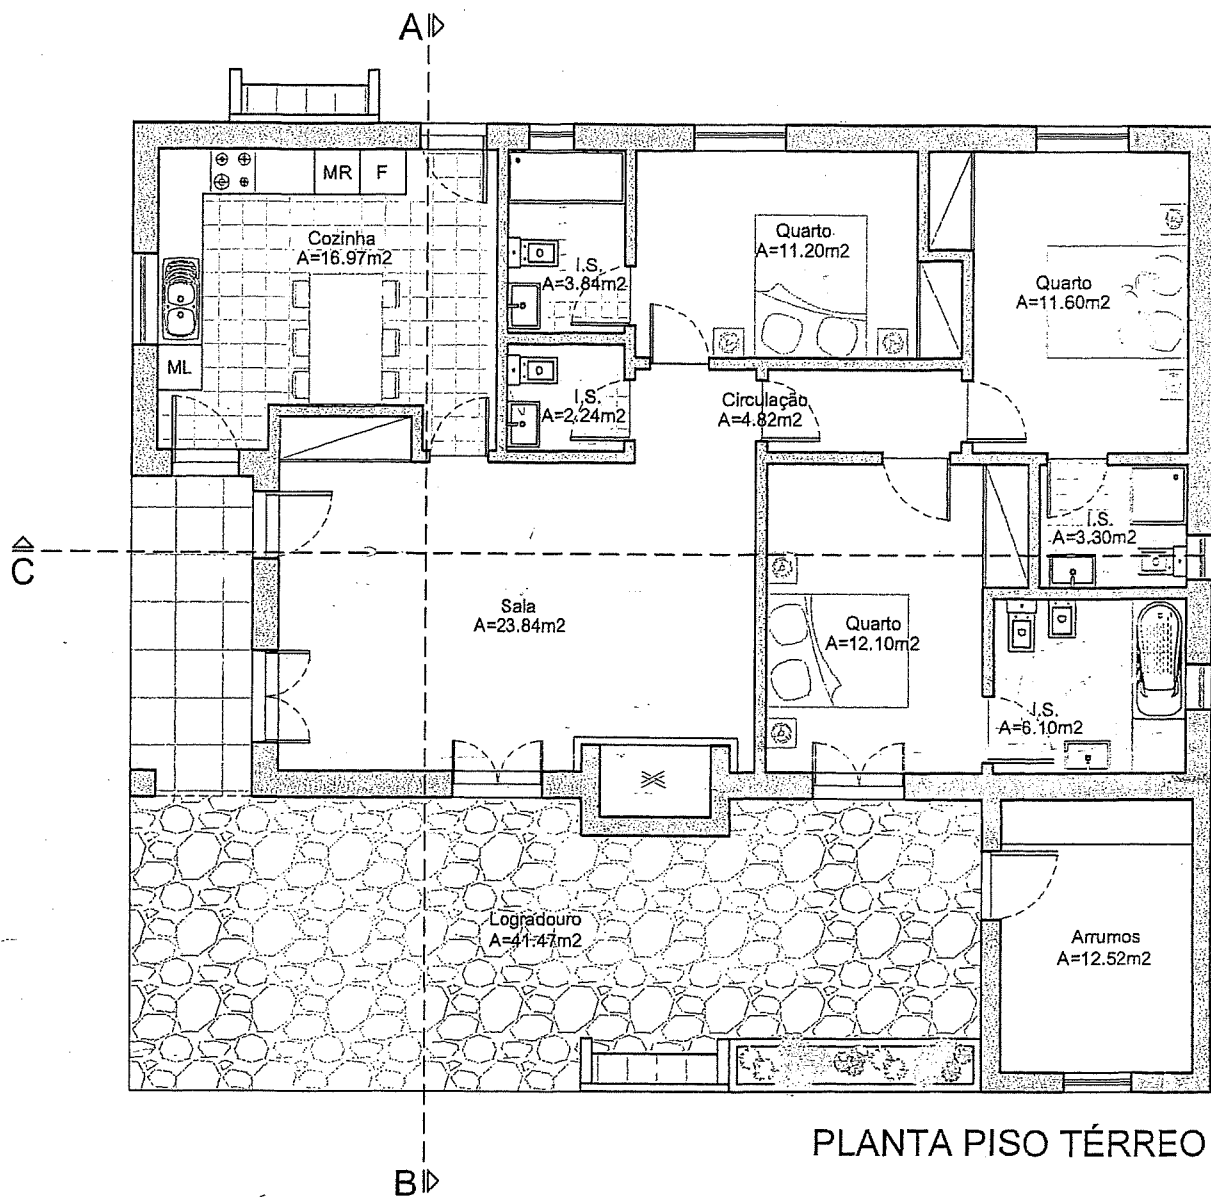 A
MR
F
Cozinha
A=16.97m2
I.S.
A=3.84m2
Quarto
A=11.20m2
Quarto
A=11.60m2
ML
I.S.
A=2.24m2
Circulação
A=4.82m2
C
I.S.
A=3.30m2
Sala
A=23.84m2
Quarto
A=12.10m2
I.S.
A=6.10m2
Logradouro
A=41.47m2
Arrumos
A=12.52m2
PLANTA PISO TÉRREO
B